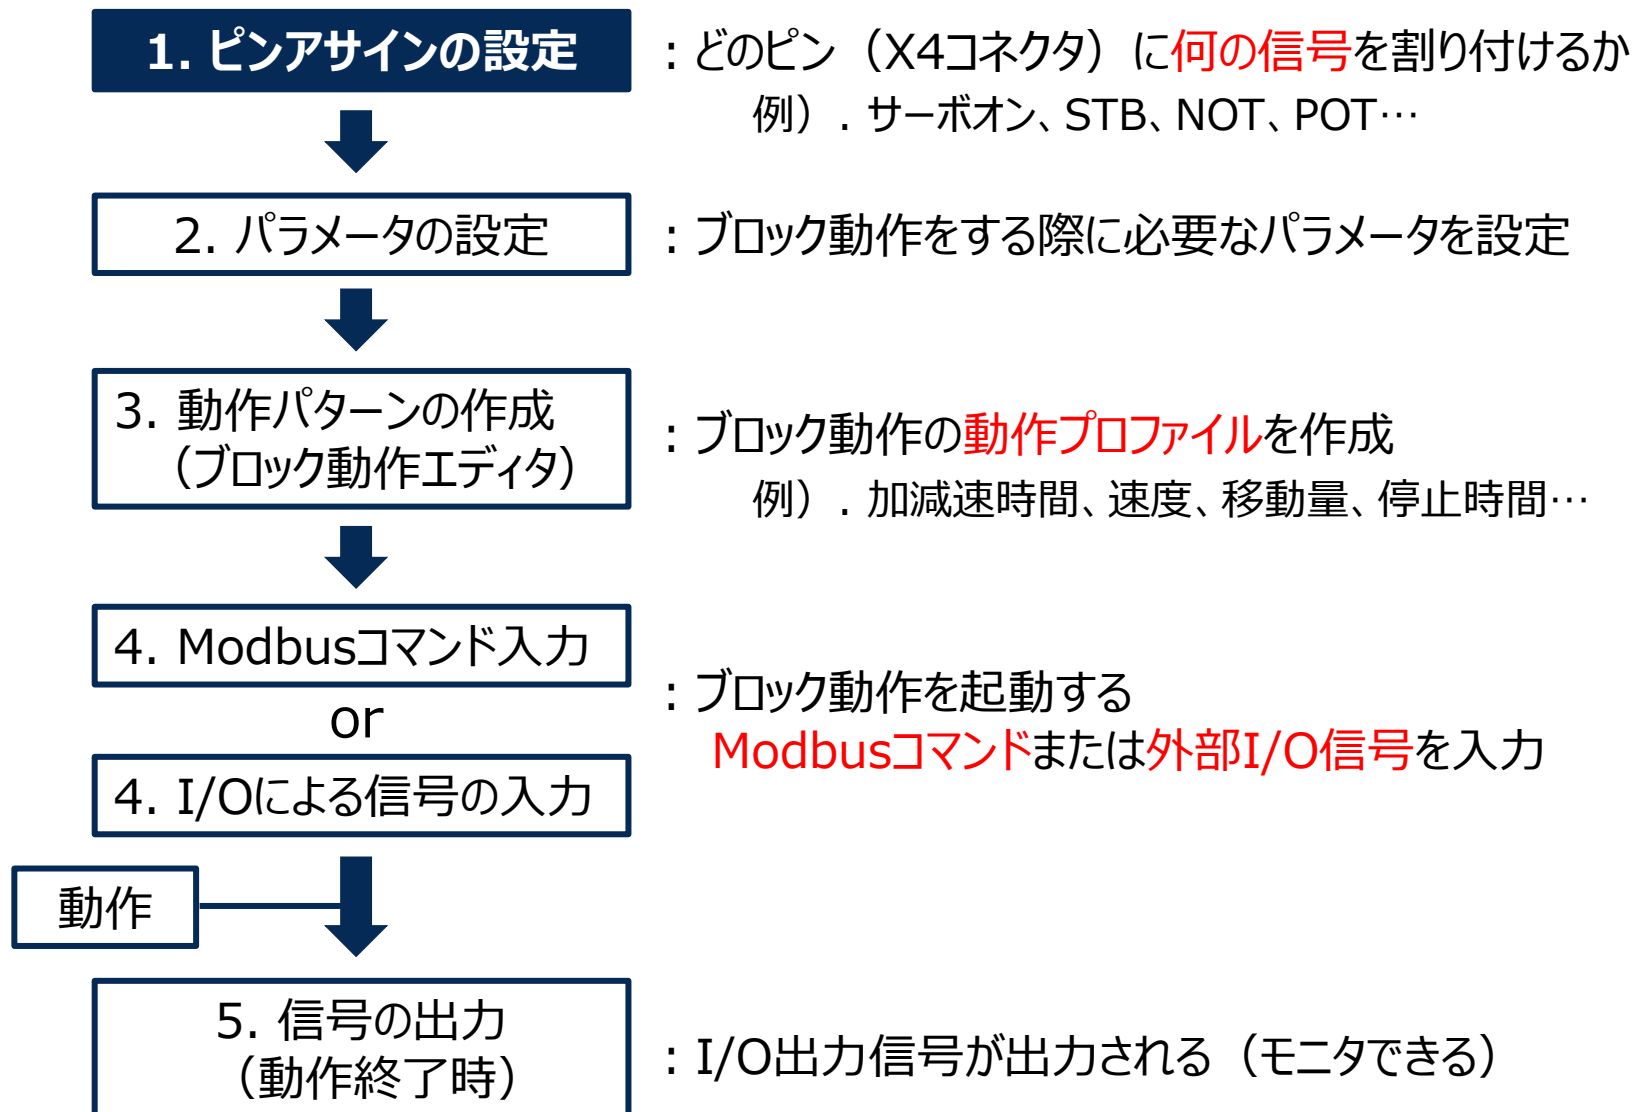 1. ピンアサインの設定
：どのピン（X4コネクタ）に何の信号を割り付けるか
例）. サーボオン、STB、NOT、POT…
2. パラメータの設定
：ブロック動作をする際に必要なパラメータを設定
3. 動作パターンの作成
（ブロック動作エディタ）
：ブロック動作の動作プロファイルを作成
例）. 加減速時間、速度、移動量、停止時間…
4. Modbusコマンド入力
or
4. I/Oによる信号の入力
：ブロック動作を起動する
Modbusコマンドまたは外部I/O信号を入力
動作
5. 信号の出力
（動作終了時）
：I/O出力信号が出力される（モニタできる）